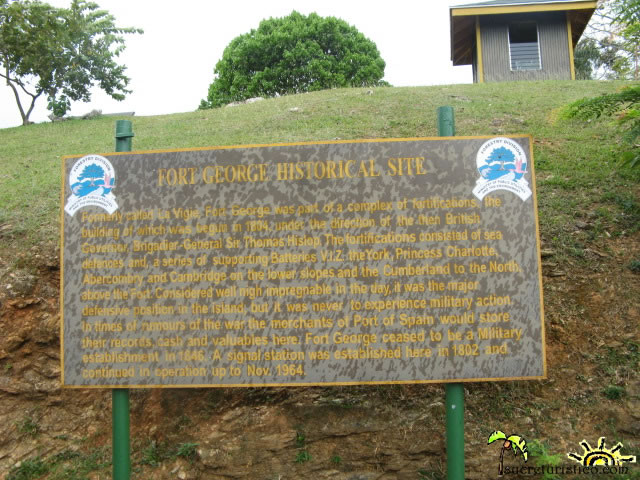 FORT GEORGE HISTORICAL SITE
FORESTRY DIVISION
FORESTRY DIVISION
Formerly called La Vigie, Fort George was part of a complex of fortifications, the
building of which was begun in 1804 under the direction of the then British
Governor, Brigadier-General Sir Thomas Hislop. The fortifications consisted of sea
defences and, a series of supporting Batteries V.I.Z. the York, Princess Charlotte,
Abercombry and Cambridge on the lower slopes and the Cumberland to the North,
above the Fort. Considered well nigh impregnable in the day, it was the major
defensive position in the Island, but it was never to experience military action.
In times of rumours of the war the merchants of Port of Spain would store
their records, cash and valuables here. Fort George ceased to be a Military
establishment in 1846. A signal station was established here in 1802 and
continued in operation up to Nov. 1964.
sucreturistico.com